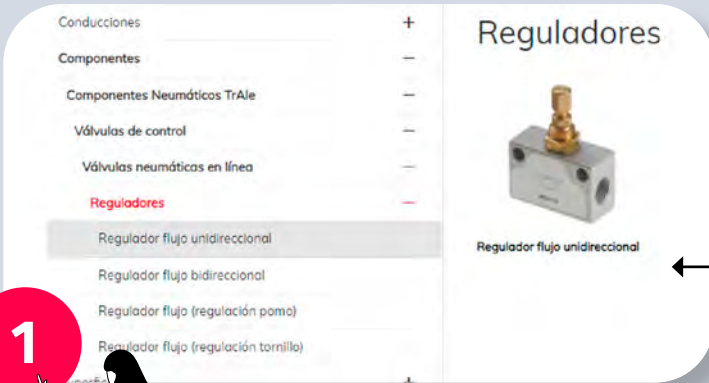 Conducciones +
Componentes –
Componentes Neumáticos TrAle –
Válvulas de control –
Válvulas neumáticas en línea –
Reguladores –
Regulador flujo unidireccional
Regulador flujo bidireccional
Regulador flujo (regulación pomo)
Regulador flujo (regulación tornillo)
+
Reguladores
Regulador flujo unidireccional
1